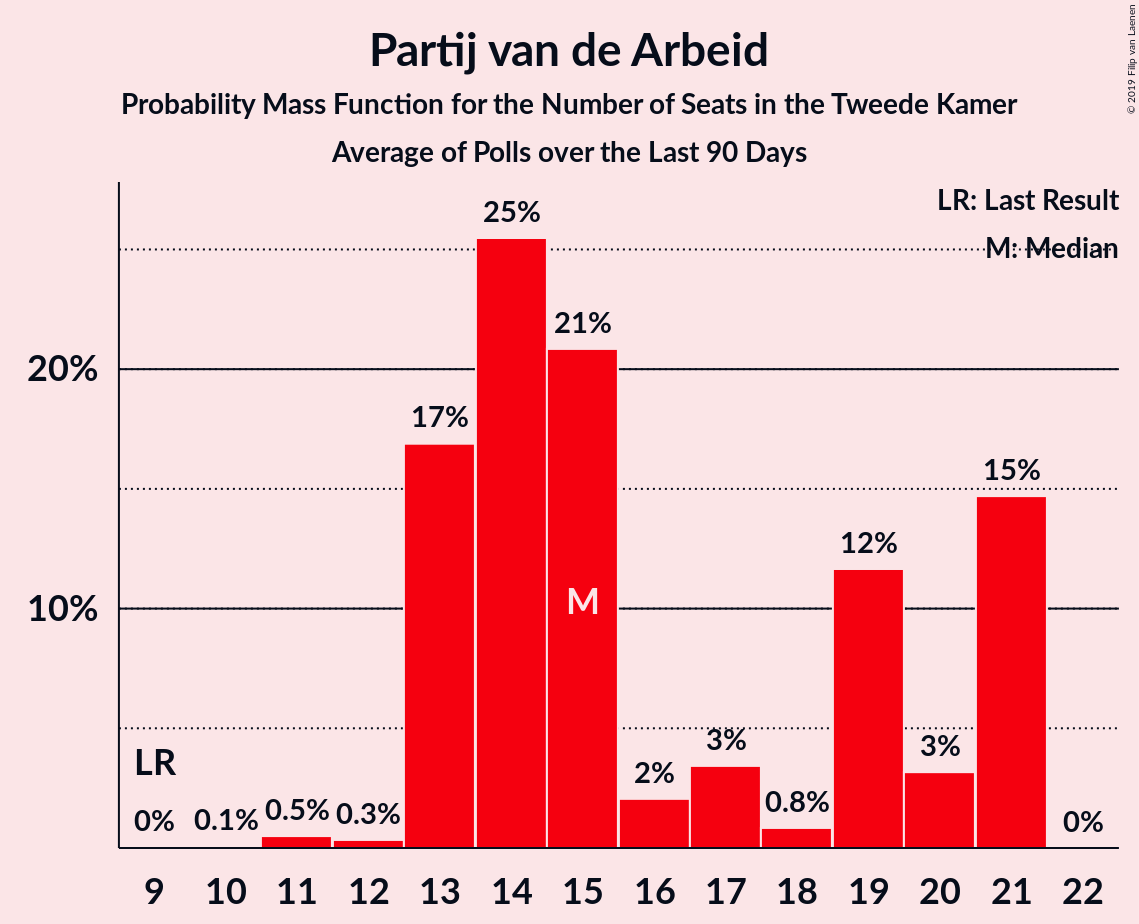 Partij van de Arbeid
Probability Mass Function for the Number of Seats in the Tweede Kamer
Average of Polls over the Last 90 Days
© 2019 Filip van Laenen
LR: Last Result
M: Median
25%
21%
20%
17%
15%
12%
M
10%
LR
0%
0.1%
0.5%
0.3%
2%
3%
0.8%
3%
0%
9 10 11 12 13 14 15 16 17 18 19 20 21 22